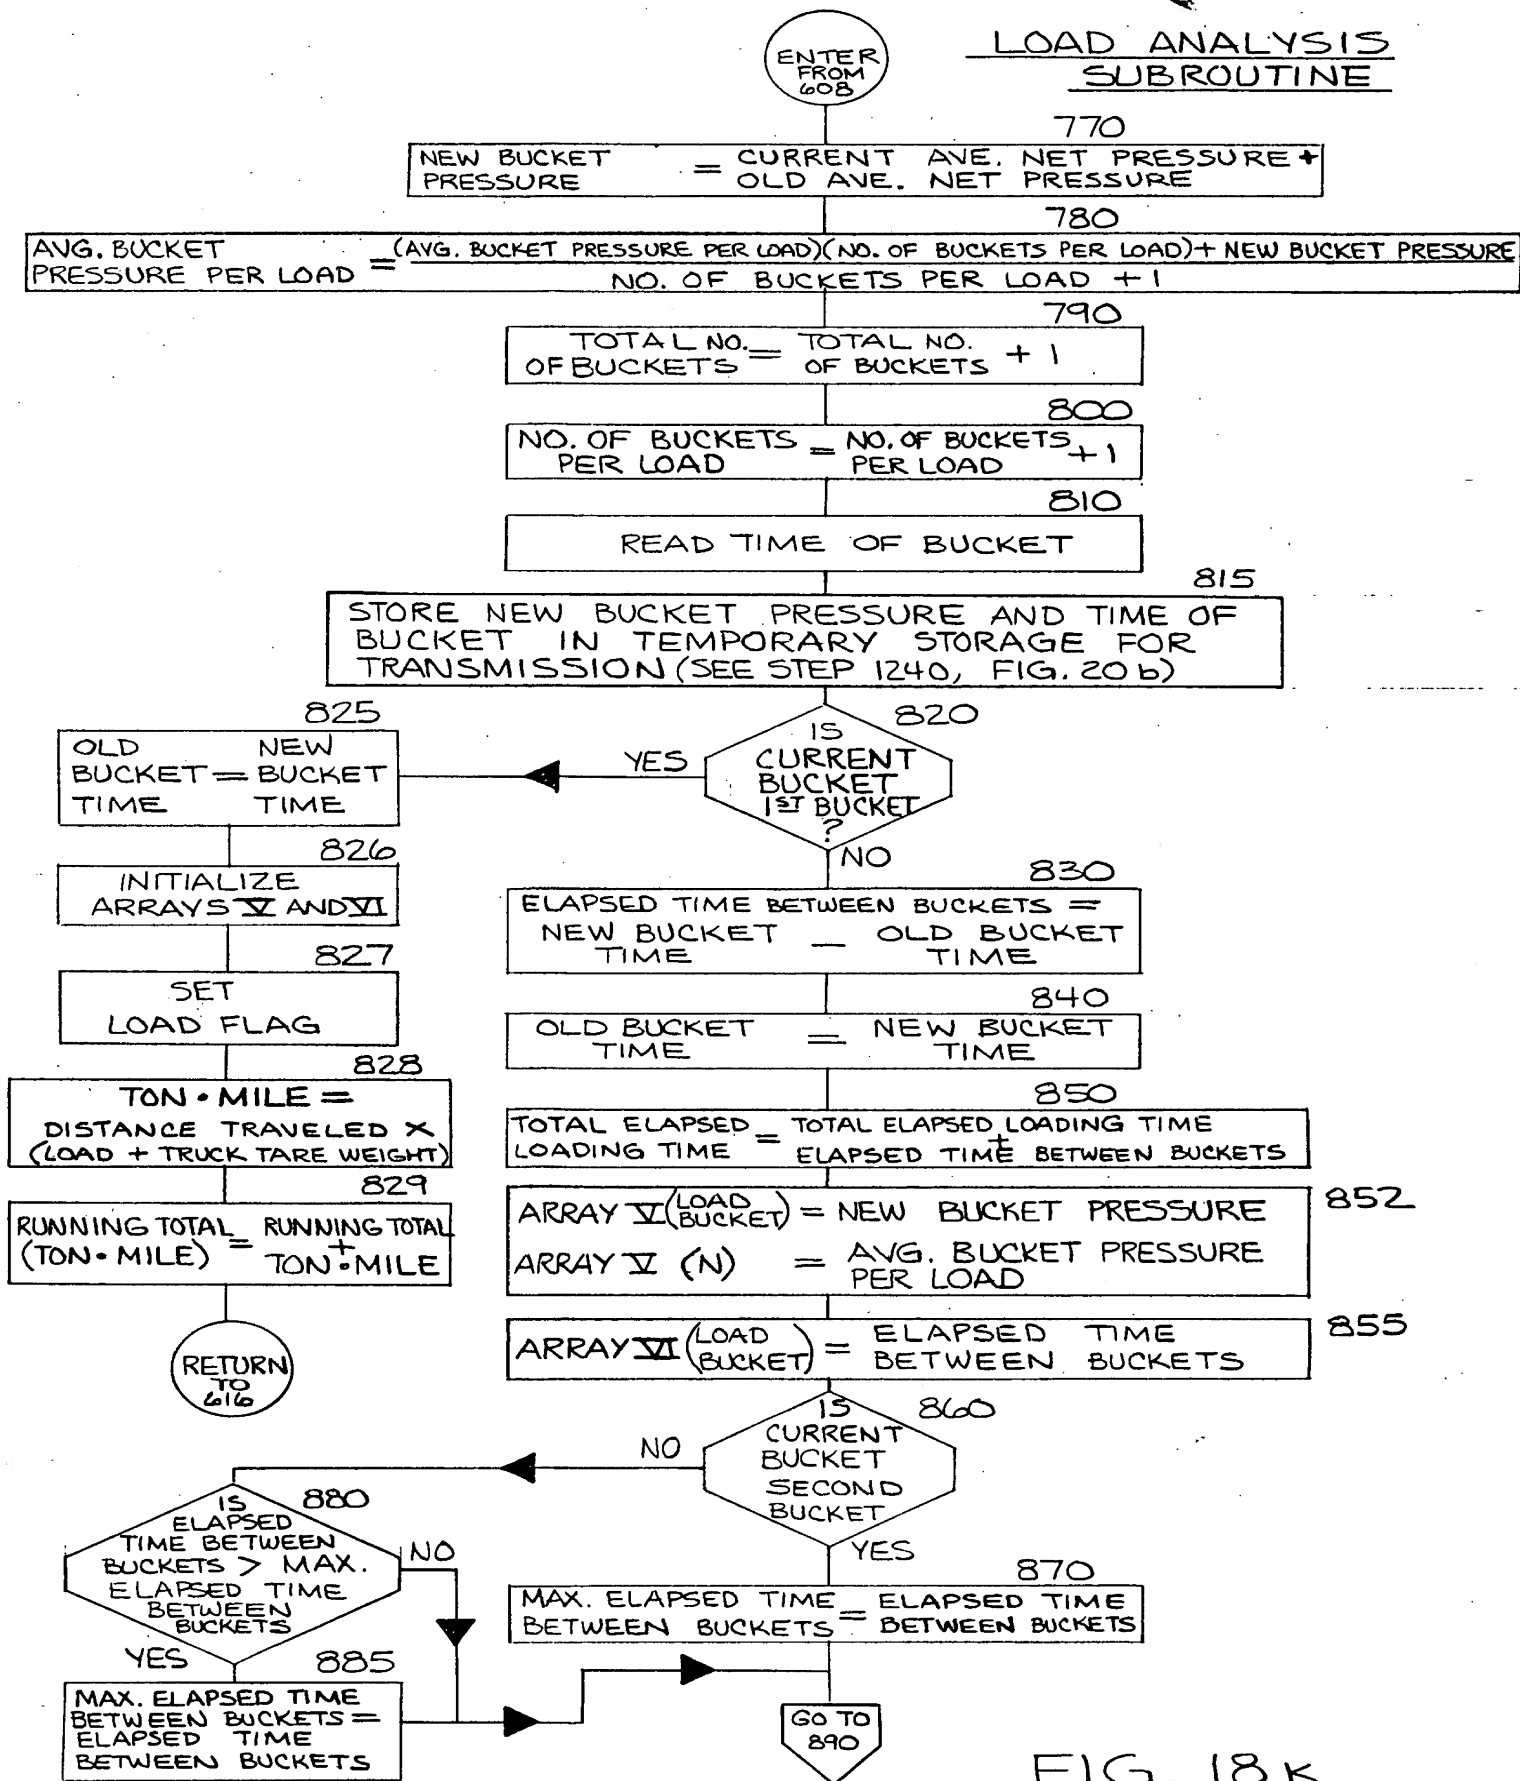 LOAD ANALYSIS
SUBROUTINE
ENTER
FROM
608
770
NEW BUCKET = CURRENT AVE. NET PRESSURE +
PRESSURE OLD AVE. NET PRESSURE
780
AVG. BUCKET
PRESSURE PER LOAD = (AVG. BUCKET PRESSURE PER LOAD)(NO. OF BUCKETS PER LOAD) + NEW BUCKET PRESSURE
NO. OF BUCKETS PER LOAD + 1
790
TOTAL NO. = TOTAL NO. + 1
OF BUCKETS OF BUCKETS
800
NO. OF BUCKETS = NO. OF BUCKETS + 1
PER LOAD PER LOAD
810
READ TIME OF BUCKET
815
STORE NEW BUCKET PRESSURE AND TIME OF
BUCKET IN TEMPORARY STORAGE FOR
TRANSMISSION (SEE STEP 1240, FIG. 20b)
820
IS
CURRENT
BUCKET
1ST BUCKET
?
YES
NO
825
OLD NEW
BUCKET = BUCKET
TIME TIME
826
INITIALIZE
ARRAYS V AND VI
827
SET
LOAD FLAG
828
TON • MILE =
DISTANCE TRAVELED X
(LOAD + TRUCK TARE WEIGHT)
829
RUNNING TOTAL = RUNNING TOTAL
+
(TON • MILE) TON • MILE
RETURN
TO
616
830
ELAPSED TIME BETWEEN BUCKETS =
NEW BUCKET – OLD BUCKET
TIME TIME
840
OLD BUCKET = NEW BUCKET
TIME TIME
850
TOTAL ELAPSED = TOTAL ELAPSED LOADING TIME
+
LOADING TIME ELAPSED TIME BETWEEN BUCKETS
852
ARRAY V (LOAD BUCKET) = NEW BUCKET PRESSURE
ARRAY V (N) = AVG. BUCKET PRESSURE
PER LOAD
855
ARRAY VI (LOAD BUCKET) = ELAPSED TIME
BETWEEN BUCKETS
860
IS
CURRENT
BUCKET
SECOND
BUCKET
NO
YES
880
IS
ELAPSED
TIME BETWEEN
BUCKETS > MAX.
ELAPSED TIME
BETWEEN
BUCKETS
NO
YES
870
MAX. ELAPSED TIME = ELAPSED TIME
BETWEEN BUCKETS BETWEEN BUCKETS
885
MAX. ELAPSED TIME
BETWEEN BUCKETS =
ELAPSED TIME
BETWEEN BUCKETS
GO TO
890
FIG. 18K